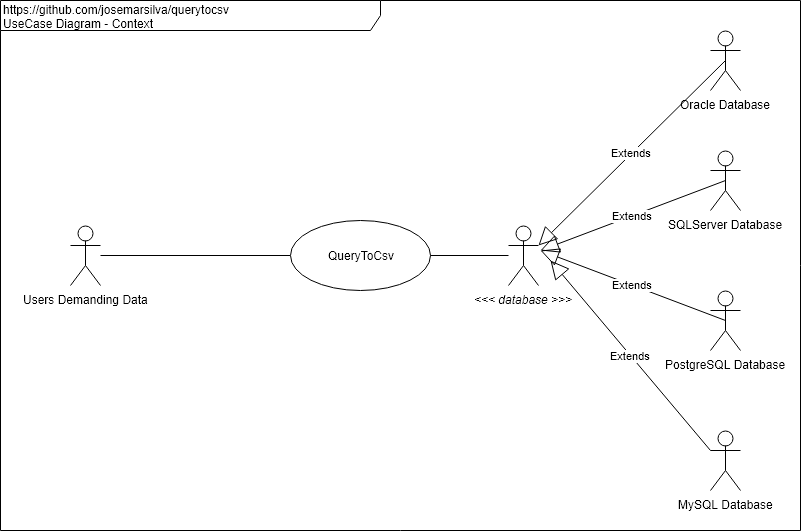 https://github.com/josemarsilva/querytocsv
UseCase Diagram - Context
Oracle Database
Extends
SQLServer Database
Extends
QueryToCsv
Users Demanding Data
<<< database >>>
Extends
PostgreSQL Database
Extends
MySQL Database